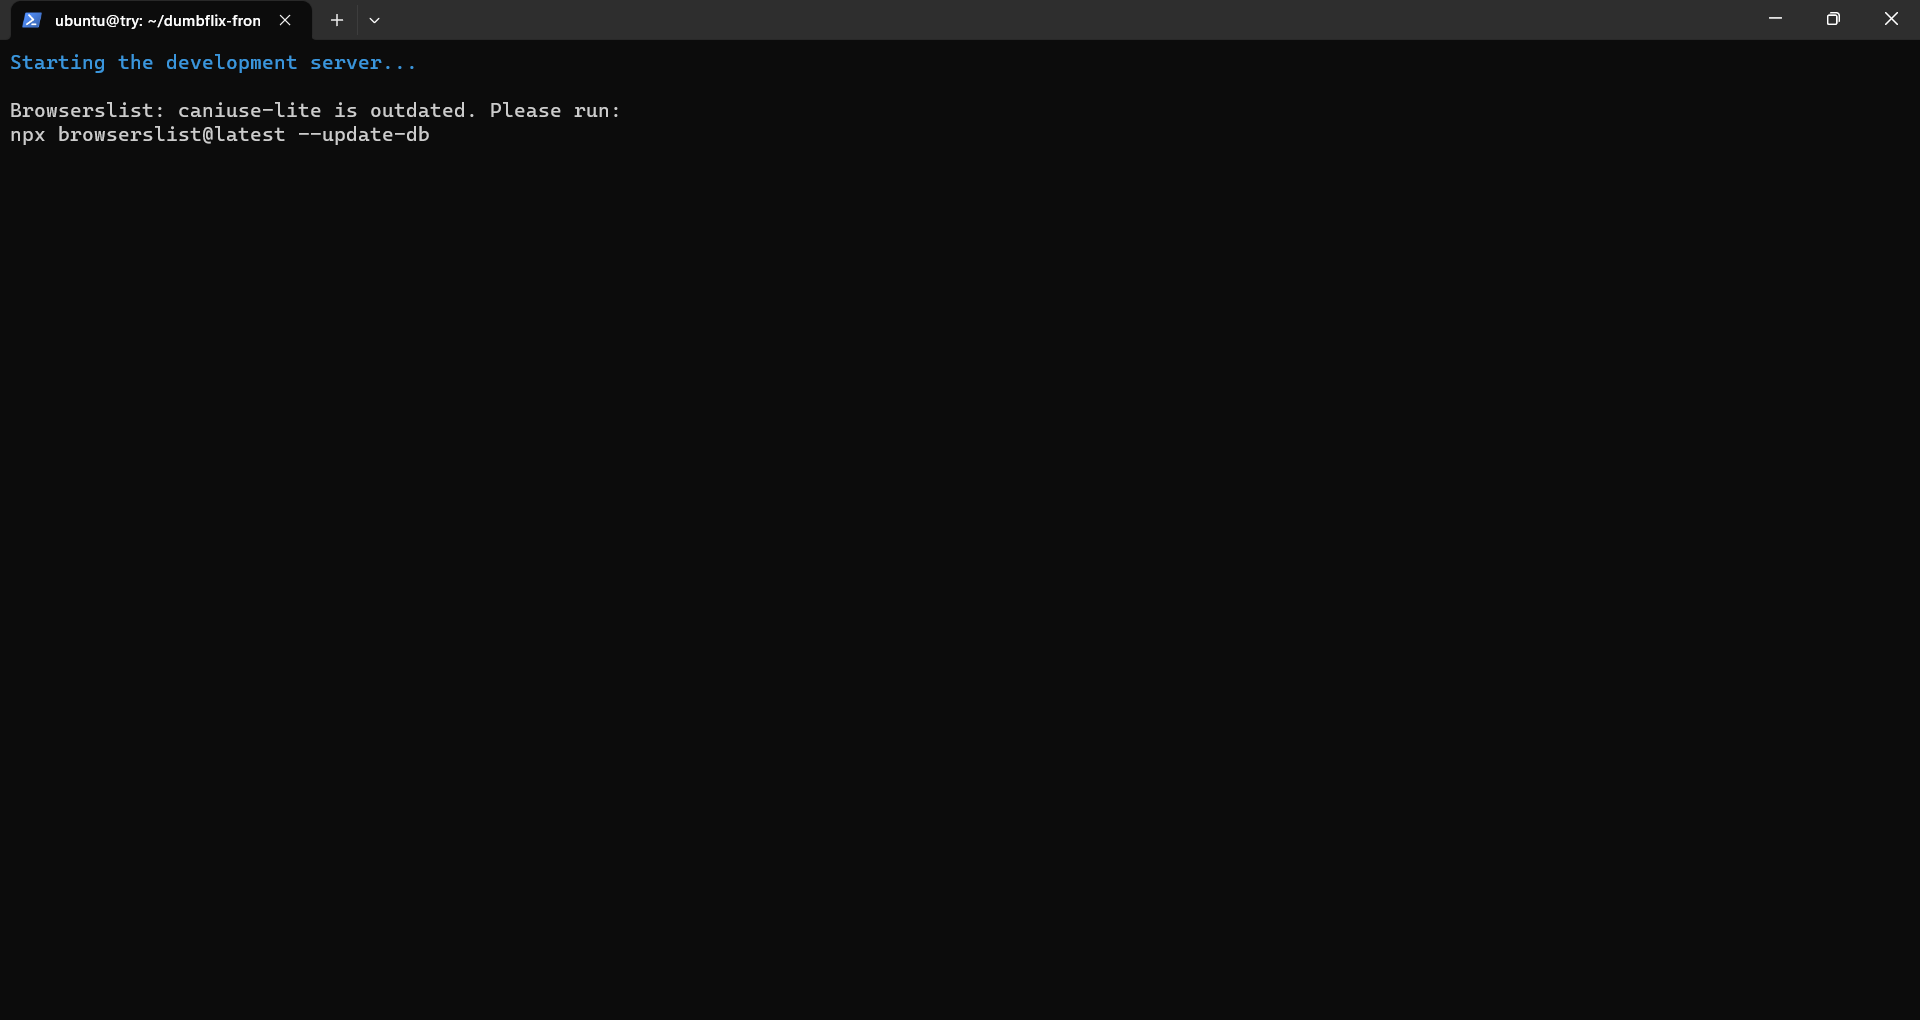 ubuntu@try: ~/dumbflix-fron
Starting the development server...
Browserslist: caniuse-lite is outdated. Please run:
npx browserslist@latest --update-db